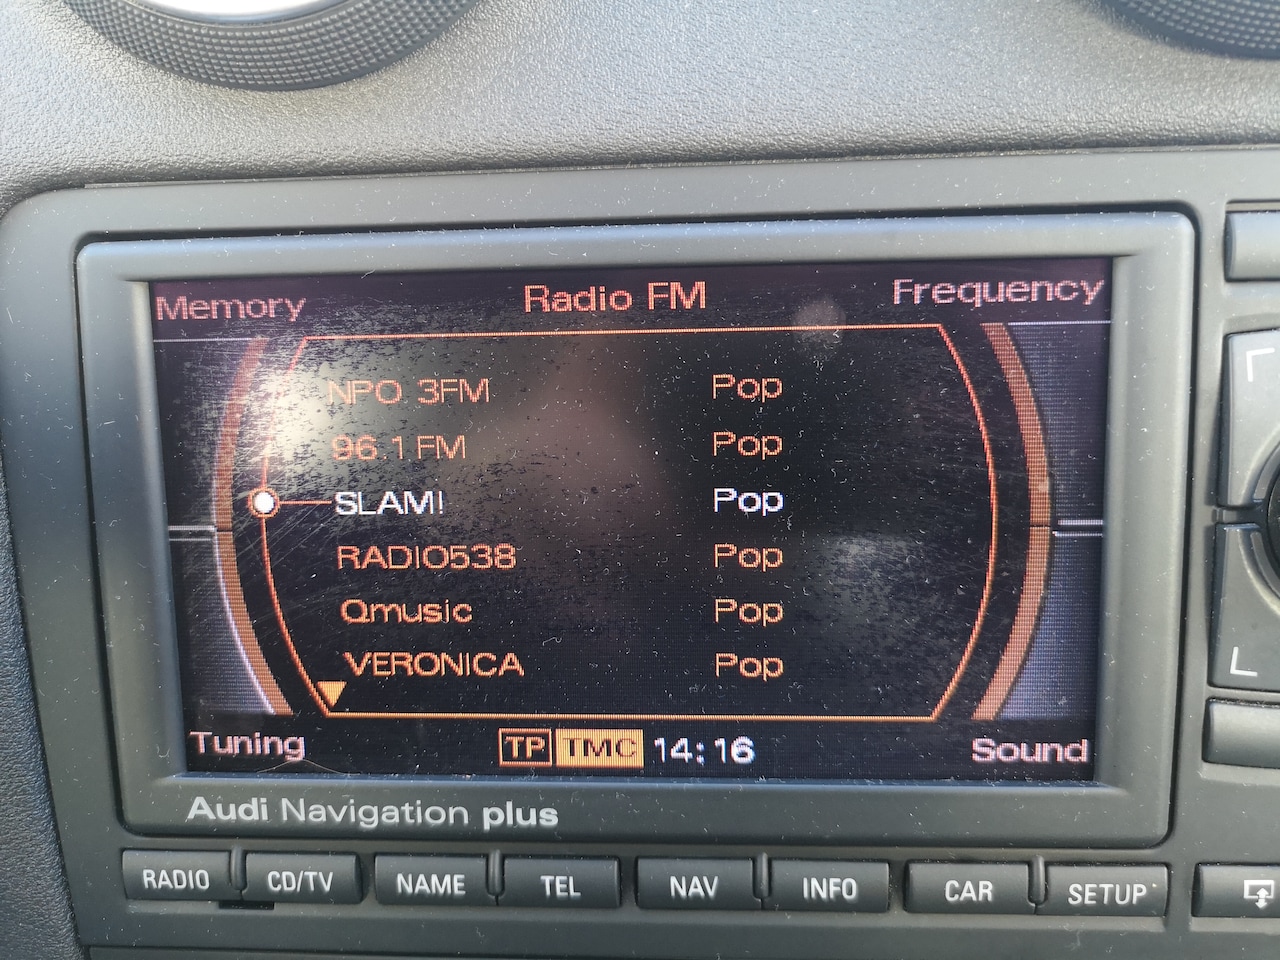 Memory Radio FM Frequency
NPO 3FM Pop
96.1 FM Pop
SLAM! Pop
RADIO538 Pop
Qmusic Pop
VERONICA Pop
Tuning TP TMC 14:16 Sound
Audi Navigation plus
RADIO CD/TV NAME TEL NAV INFO CAR SETUP